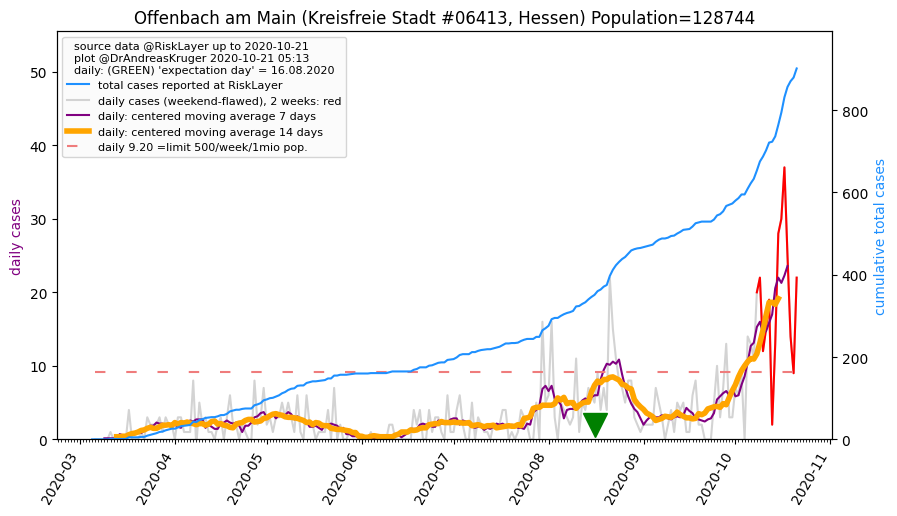 Offenbach am Main (Kreisfreie Stadt #06413, Hessen) Population=128744
source data @RiskLayer up to 2020-10-21
plot @DrAndreasKruger 2020-10-21 05:13
daily: (GREEN) 'expectation day' = 16.08.2020
total cases reported at RiskLayer
daily cases (weekend-flawed), 2 weeks: red
daily: centered moving average 7 days
daily: centered moving average 14 days
daily 9.20 =limit 500/week/1mio pop.
daily cases
50
40
30
20
10
0
cumulative total cases
800
600
400
200
0
2020-03
2020-04
2020-05
2020-06
2020-07
2020-08
2020-09
2020-10
2020-11